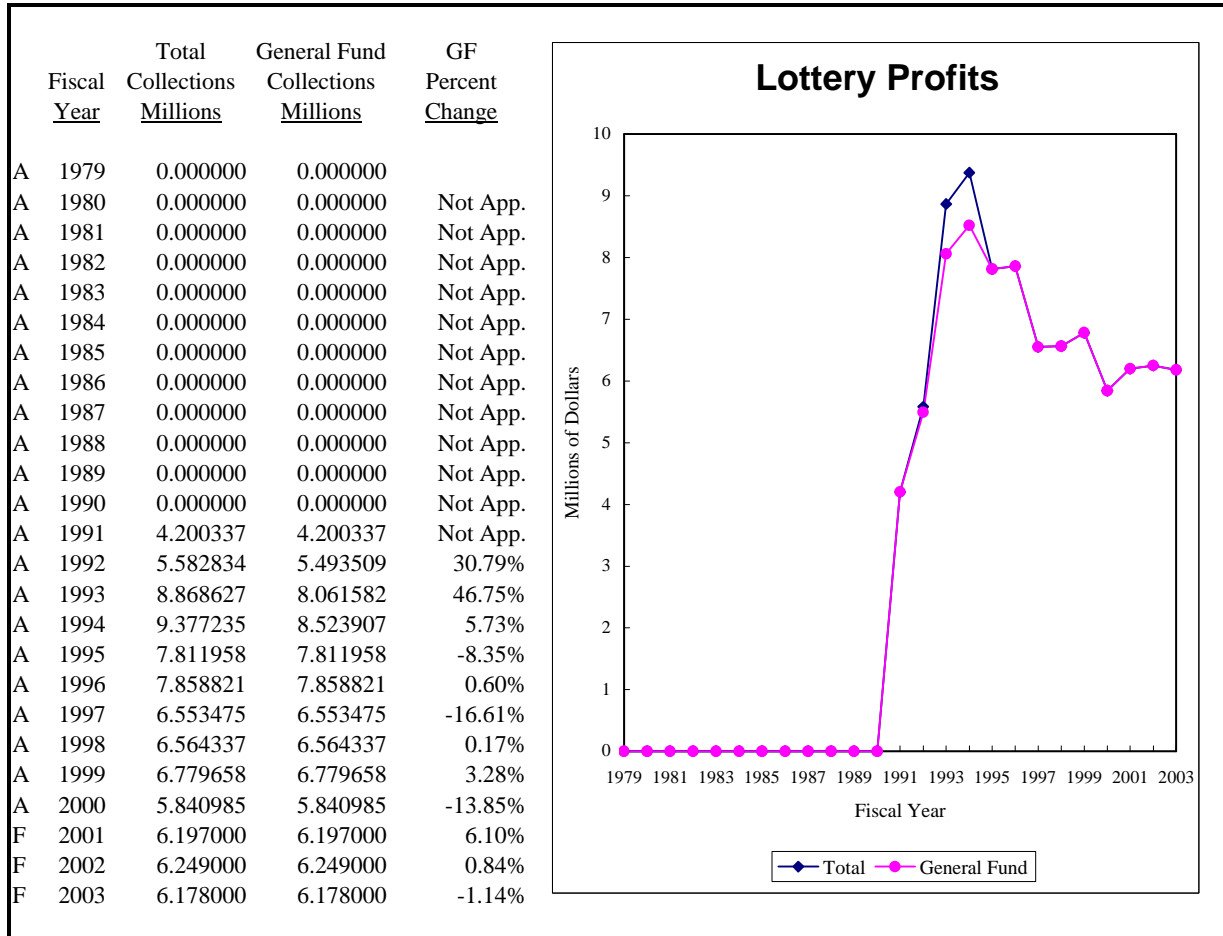 Total General Fund GF
Fiscal Collections Collections Percent
Year Millions Millions Change
A 1979 0.000000 0.000000
A 1980 0.000000 0.000000 Not App.
A 1981 0.000000 0.000000 Not App.
A 1982 0.000000 0.000000 Not App.
A 1983 0.000000 0.000000 Not App.
A 1984 0.000000 0.000000 Not App.
A 1985 0.000000 0.000000 Not App.
A 1986 0.000000 0.000000 Not App.
A 1987 0.000000 0.000000 Not App.
A 1988 0.000000 0.000000 Not App.
A 1989 0.000000 0.000000 Not App.
A 1990 0.000000 0.000000 Not App.
A 1991 4.200337 4.200337 Not App.
A 1992 5.582834 5.493509 30.79%
A 1993 8.868627 8.061582 46.75%
A 1994 9.377235 8.523907 5.73%
A 1995 7.811958 7.811958 -8.35%
A 1996 7.858821 7.858821 0.60%
A 1997 6.553475 6.553475 -16.61%
A 1998 6.564337 6.564337 0.17%
A 1999 6.779658 6.779658 3.28%
A 2000 5.840985 5.840985 -13.85%
F 2001 6.197000 6.197000 6.10%
F 2002 6.249000 6.249000 0.84%
F 2003 6.178000 6.178000 -1.14%
Lottery Profits
10
9
8
7
6
5
4
3
2
1
0
Millions of Dollars
1979 1981 1983 1985 1987 1989 1991 1993 1995 1997 1999 2001 2003
Fiscal Year
Total General Fund